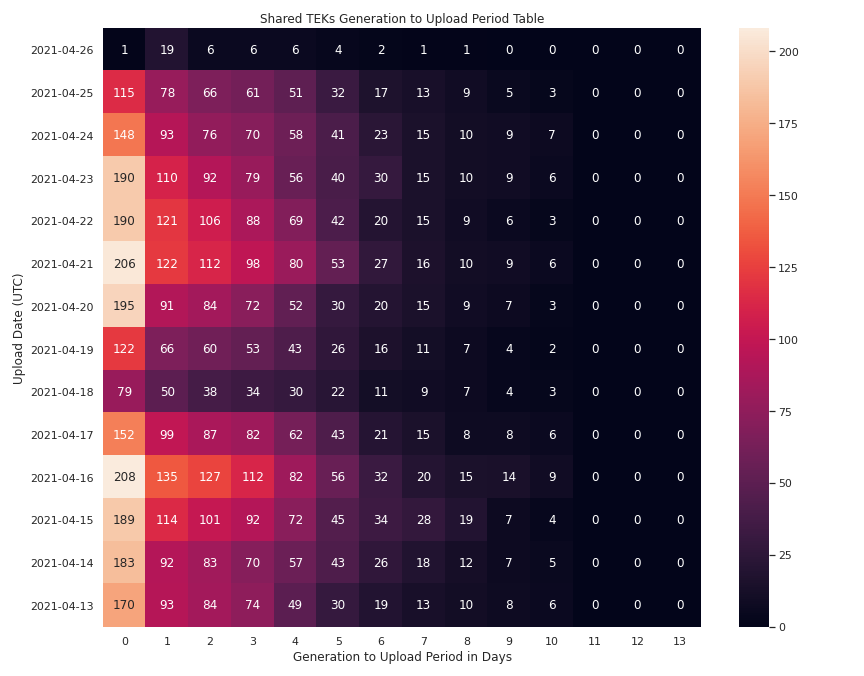 Shared TEKs Generation to Upload Period Table
2021-04-26 1 19 6 6 6 4 2 1 1 0 0 0 0 0
2021-04-25 115 78 66 61 51 32 17 13 9 5 3 0 0 0
2021-04-24 148 93 76 70 58 41 23 15 10 9 7 0 0 0
2021-04-23 190 110 92 79 56 40 30 15 10 9 6 0 0 0
2021-04-22 190 121 106 88 69 42 20 15 9 6 3 0 0 0
2021-04-21 206 122 112 98 80 53 27 16 10 9 6 0 0 0
2021-04-20 195 91 84 72 52 30 20 15 9 7 3 0 0 0
2021-04-19 122 66 60 53 43 26 16 11 7 4 2 0 0 0
2021-04-18 79 50 38 34 30 22 11 9 7 4 3 0 0 0
2021-04-17 152 99 87 82 62 43 21 15 8 8 6 0 0 0
2021-04-16 208 135 127 112 82 56 32 20 15 14 9 0 0 0
2021-04-15 189 114 101 92 72 45 34 28 19 7 4 0 0 0
2021-04-14 183 92 83 70 57 43 26 18 12 7 5 0 0 0
2021-04-13 170 93 84 74 49 30 19 13 10 8 6 0 0 0
0 1 2 3 4 5 6 7 8 9 10 11 12 13
Generation to Upload Period in Days
Upload Date (UTC)
200
175
150
125
100
75
50
25
0